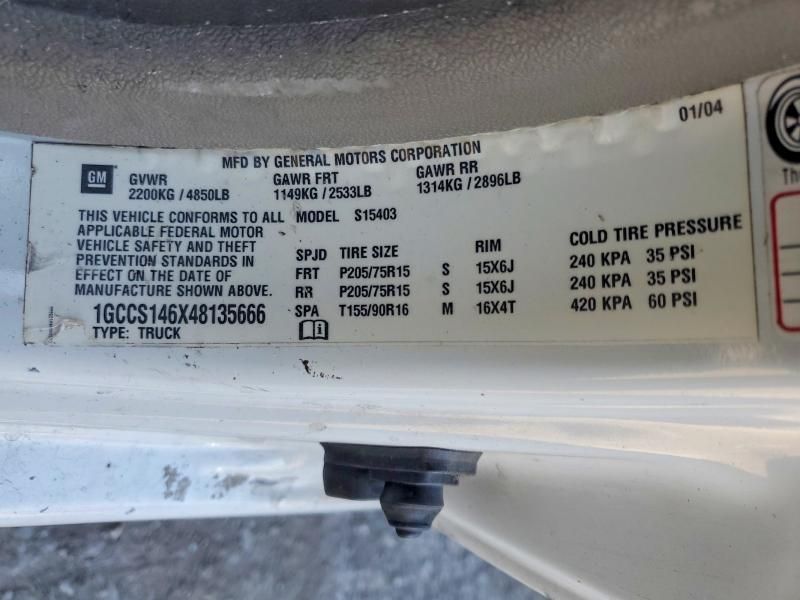 01/04
MFD BY GENERAL MOTORS CORPORATION
GM
GVWR GAWR FRT GAWR RR
2200KG / 4850LB 1149KG / 2533LB 1314KG / 2896LB
THIS VEHICLE CONFORMS TO ALL
APPLICABLE FEDERAL MOTOR
VEHICLE SAFETY AND THEFT
PREVENTION STANDARDS IN
EFFECT ON THE DATE OF
MANUFACTURE SHOWN ABOVE.
1GCCS146X48135666
TYPE: TRUCK
MODEL S15403
SPJD TIRE SIZE RIM COLD TIRE PRESSURE
FRT P205/75R15 S 15X6J 240 KPA 35 PSI
RR P205/75R15 S 15X6J 240 KPA 35 PSI
SPA T155/90R16 M 16X4T 420 KPA 60 PSI